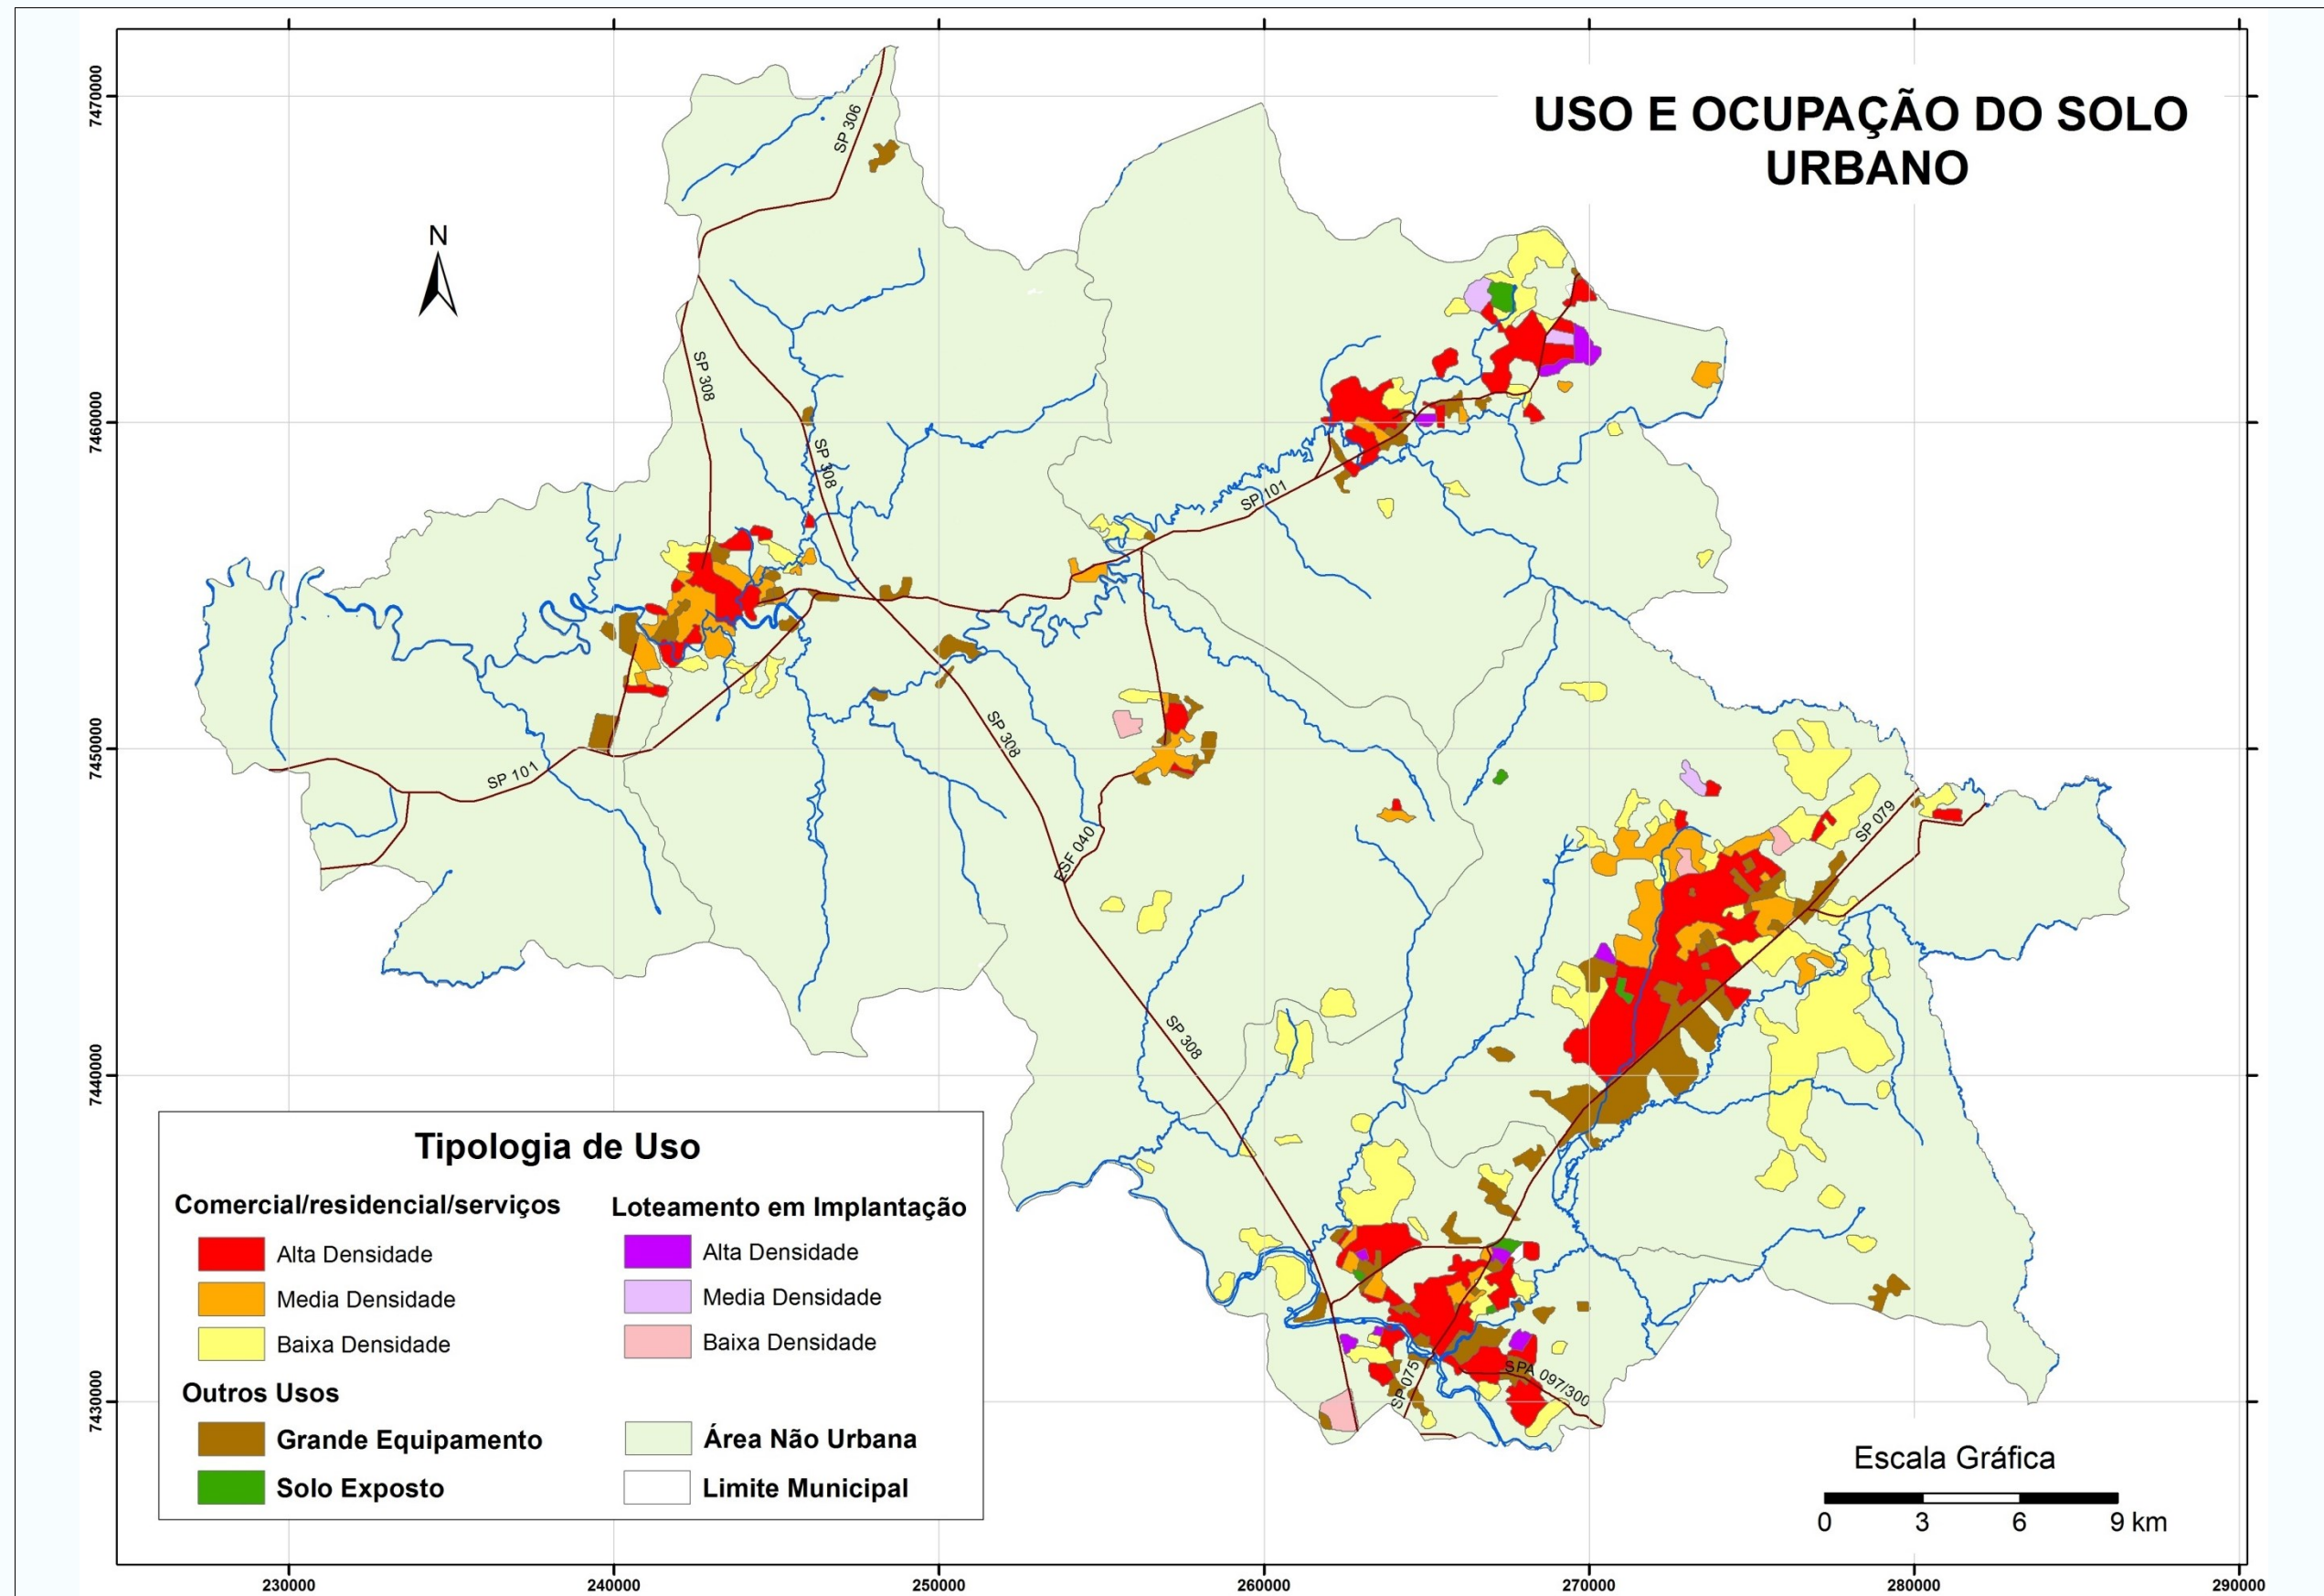 USO E OCUPAÇÃO DO SOLO
URBANO
N
7470000
7460000
7450000
7440000
7430000
SP 306
SP 308
SP 308
SP 101
SP 308
SP 101
ESF 040
SP 079
SP 308
SP 075
SPA 097/300
Tipologia de Uso
Comercial/residencial/serviços
Alta Densidade
Media Densidade
Baixa Densidade
Outros Usos
Grande Equipamento
Solo Exposto
Loteamento em Implantação
Alta Densidade
Media Densidade
Baixa Densidade
Área Não Urbana
Limite Municipal
Escala Gráfica
0 3 6 9 km
230000 240000 250000 260000 270000 280000 290000